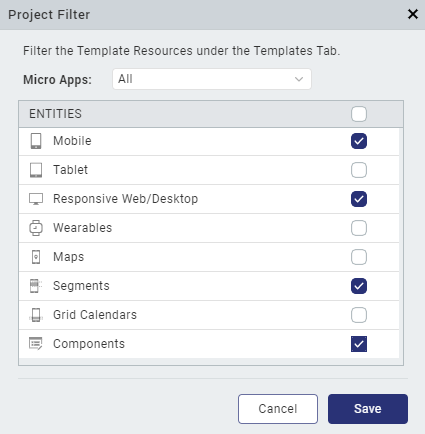 Project Filter
Filter the Template Resources under the Templates Tab.
Micro Apps: All
ENTITIES
Mobile
Tablet
Responsive Web/Desktop
Wearables
Maps
Segments
Grid Calendars
Components
Cancel Save